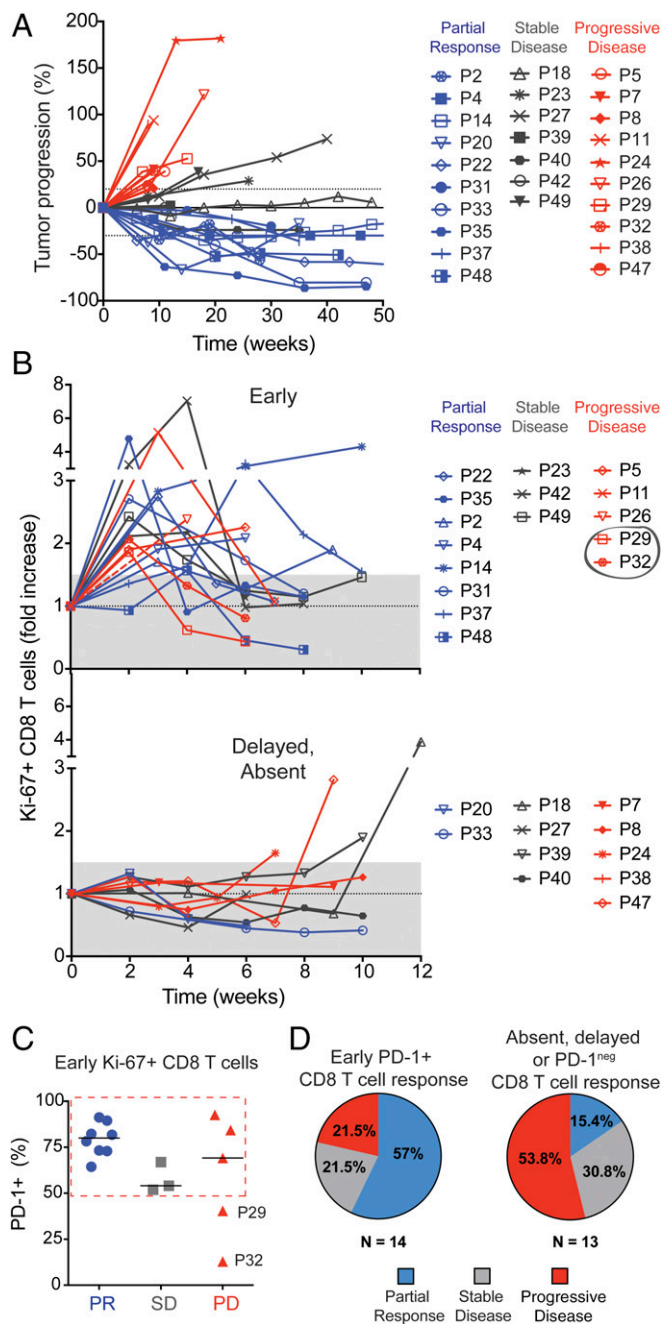 A
Tumor progression (%)
200
150
100
50
0
-50
-100
0
10
20
30
40
50
Time (weeks)
Partial
Response
P2
P4
P14
P20
P22
P31
P33
P35
P37
P48
Stable
Disease
P18
P23
P27
P39
P40
P42
P49
Progressive
Disease
P5
P7
P8
P11
P24
P26
P29
P32
P38
P47
B
Early
Ki-67+ CD8 T cells (fold increase)
8
6
4
3
2
1
0
Partial
Response
P22
P35
P2
P4
P14
P31
P37
P48
Stable
Disease
P23
P42
P49
Progressive
Disease
P5
P11
P26
P29
P32
Delayed,
Absent
8
6
4
3
2
1
0
0
2
4
6
8
10
12
Time (weeks)
P20
P33
P18
P27
P39
P40
P7
P8
P24
P38
P47
C
Early Ki-67+ CD8 T cells
PD-1+ (%)
100
75
50
25
0
P29
P32
PR
SD
PD
D
Early PD-1+
CD8 T cell response
21.5%
57%
21.5%
N = 14
Absent, delayed
or PD-1neg
CD8 T cell response
15.4%
53.8%
30.8%
N = 13
Partial
Response
Stable
Disease
Progressive
Disease